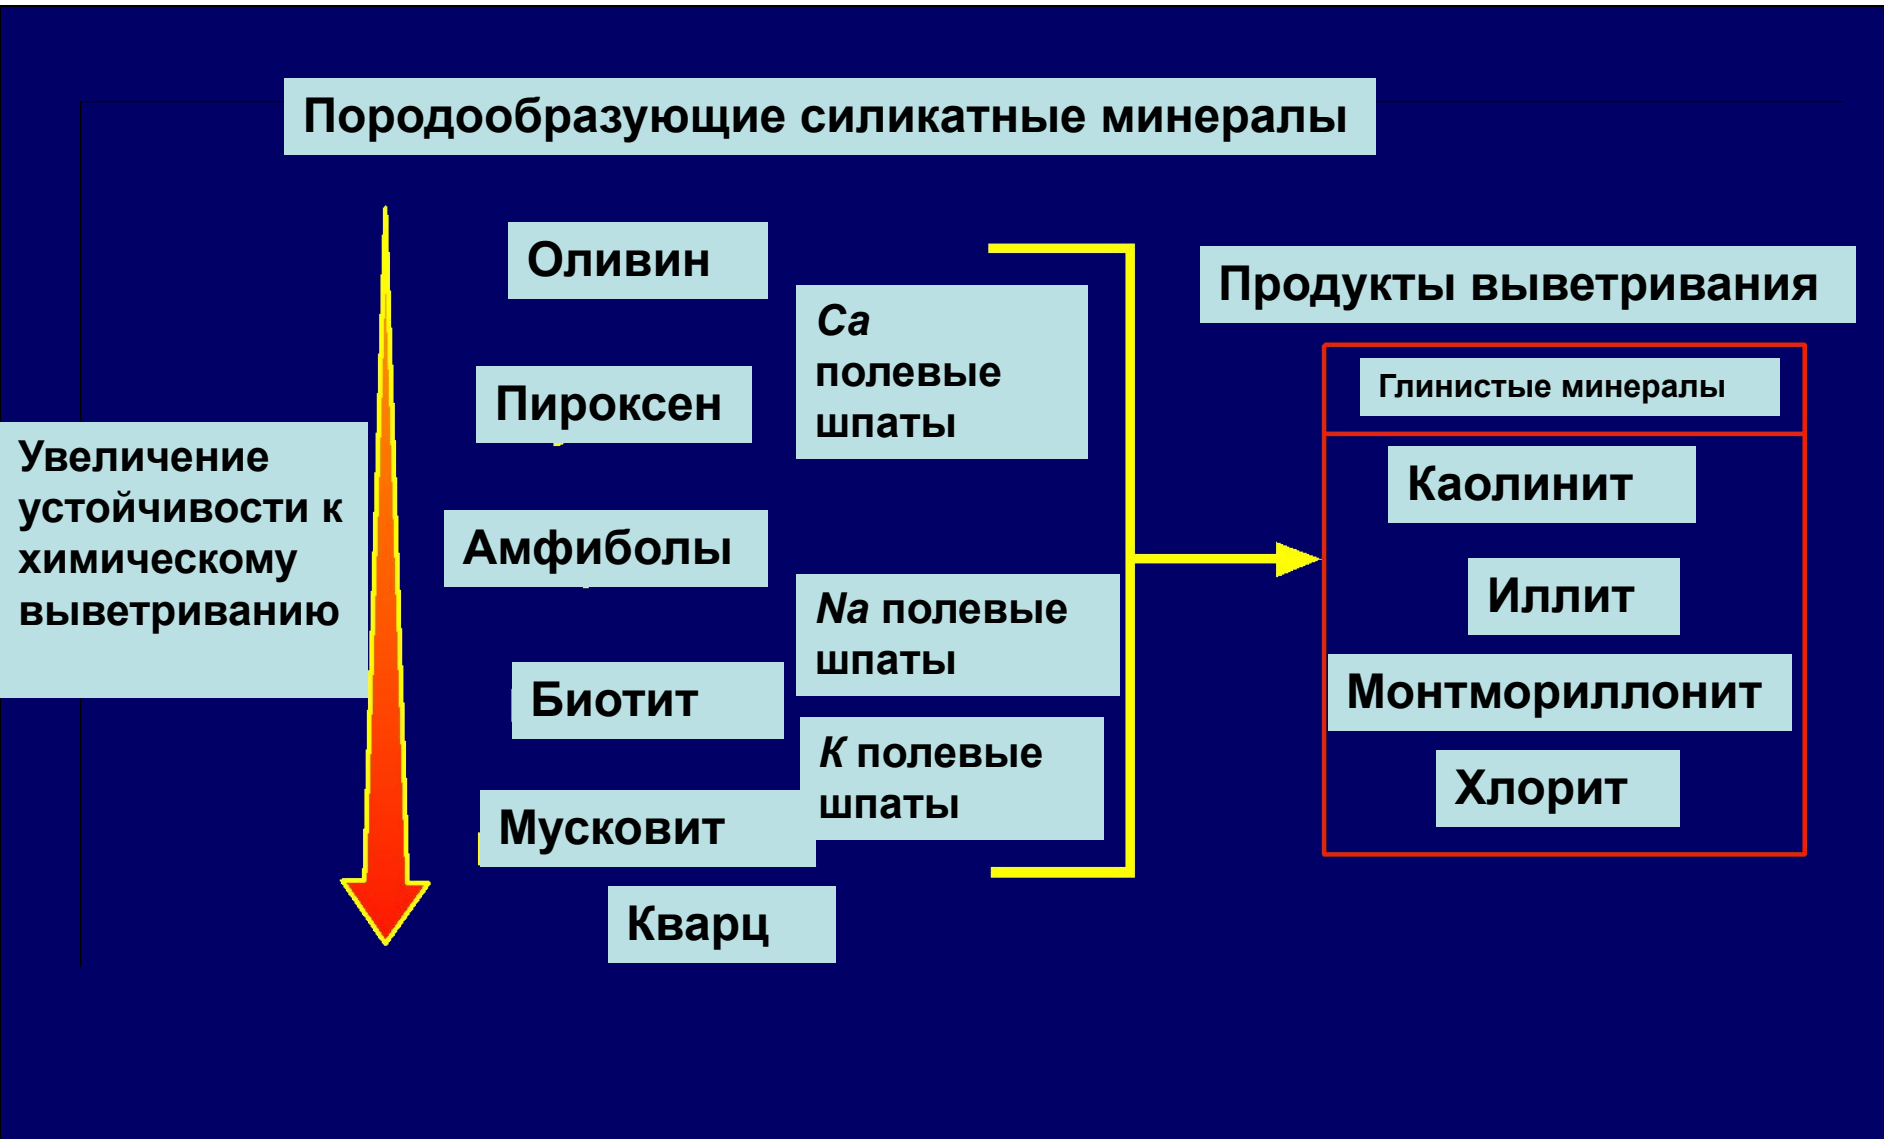 Породообразующие силикатные минералы
Увеличение
устойчивости к
химическому
выветриванию
Оливин
Пироксен
Амфиболы
Биотит
Мусковит
Кварц
Ca
полевые
шпаты
Na полевые
шпаты
К полевые
шпаты
Продукты выветривания
Глинистые минералы
Каолинит
Иллит
Монтмориллонит
Хлорит